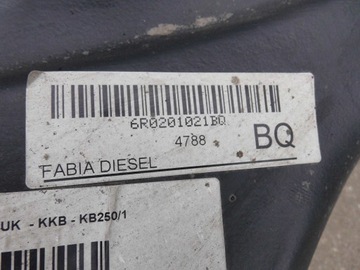 6R0201021BQ
4788 BQ
FABIA DIESEL
UK - KKB - KB250/1